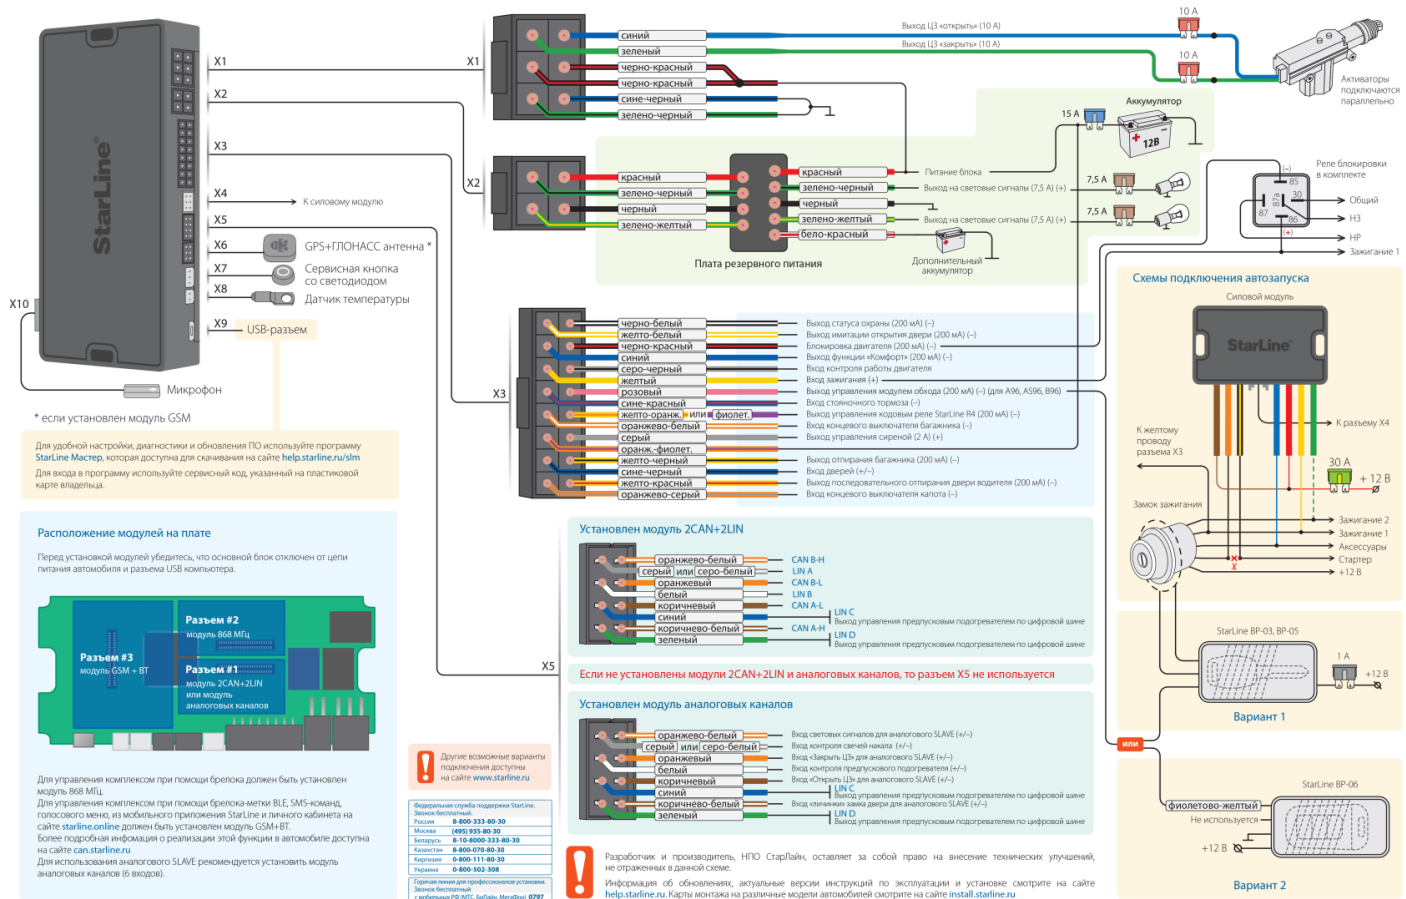 StarLine®
X1
X2
X3
X4
К силовому модулю
X5
X6
GPS+ГЛОНАСС антенна *
X7
Сервисная кнопка
со светодиодом
X8
Датчик температуры
X9
USB-разъем
X10
Микрофон
* если установлен модуль GSM
Для удобной настройки, диагностики и обновления ПО используйте программу
StarLine Мастер, которая доступна для скачивания на сайте help.starline.ru/slm
Для входа в программу используйте сервисный код, указанный на пластиковой
карте владельца.
Расположение модулей на плате
Перед установкой модулей убедитесь, что основной блок отключен от цепи
питания автомобиля и разъема USB компьютера.
Разъем #2
модуль 868 МГц
Разъем #3
модуль GSM + BT
Разъем #1
модуль 2CAN+2LIN
или модуль
аналоговых каналов
Для управления комплексом при помощи брелока должен быть установлен
модуль 868 МГц.
Для управления комплексом при помощи брелока-метки BLE, SMS-команд,
голосового меню, из мобильного приложения StarLine и личного кабинета на
сайте starline.online должен быть установлен модуль GSM+BT.
Более подробная инфомация о реализации этой функции в автомобиле доступна
на сайте can.starline.ru
Для использования аналогового SLAVE рекомендуется установить модуль
аналоговых каналов (6 входов).
X1
синий
зеленый
черно-красный
черно-красный
сине-черный
зелено-черный
Выход ЦЗ «открыть» (10 А)
Выход ЦЗ «закрыть» (10 А)
10 А
10 А
Активаторы
подключаются
параллельно
X2
красный
зелено-черный
черный
зелено-желтый
Плата резервного питания
красный
зелено-черный
черный
зелено-желтый
бело-красный
Питание блока
Выход на световые сигналы (7,5 А) (+)
Выход на световые сигналы (7,5 А) (+)
Дополнительный
аккумулятор
15 А
Аккумулятор
12В
7,5 А
7,5 А
Реле блокировки
в комплекте
(–)
85
87а
30
87
86
(+)
Общий
НЗ
НР
Зажигание 1
X3
черно-белый
Выход статуса охраны (200 мА) (–)
желто-белый
Выход имитации открытия двери (200 мА) (–)
черно-красный
Блокировка двигателя (200 мА) (–)
синий
Выход функции «Комфорт» (200 мА) (–)
серо-черный
Вход контроля работы двигателя
желтый
Вход зажигания (+)
розовый
Выход управления модулем обхода (200 мА) (–) (для A96, AS96, B96)
сине-красный
Вход стояночного тормоза (–)
желто-оранж. или фиолет.
Выход управления кодовым реле StarLine R4 (200 мА) (–)
оранжево-белый
Вход концевого выключателя багажника (–)
серый
Выход управления сиреной (2 А) (+)
оранж.-фиолет.
желто-черный
Выход отпирания багажника (200 мА) (–)
сине-черный
Вход дверей (+/–)
желто-красный
Выход последовательного отпирания двери водителя (200 мА) (–)
оранжево-серый
Вход концевого выключателя капота (–)
X5
Установлен модуль 2CAN+2LIN
оранжево-белый
CAN B-H
серый или серо-белый
LIN A
оранжевый
CAN B-L
белый
LIN B
коричневый
CAN A-L
синий
LIN C
Выход управления предпусковым подогревателем по цифровой шине
коричнево-белый
CAN A-H
зеленый
LIN D
Выход управления предпусковым подогревателем по цифровой шине
Если не установлены модули 2CAN+2LIN и аналоговых каналов, то разъем X5 не используется
Установлен модуль аналоговых каналов
оранжево-белый
Вход световых сигналов для аналогового SLAVE (+/–)
серый или серо-белый
Вход контроля свечей накала (+/–)
оранжевый
Вход «Закрыть ЦЗ» для аналогового SLAVE (+/–)
белый
Вход контроля предпускового подогревателя (+/–)
коричневый
Вход «Открыть ЦЗ» для аналогового SLAVE (+/–)
синий
LIN C
Выход управления предпусковым подогревателем по цифровой шине
коричнево-белый
Вход «личинки» замка двери для аналогового SLAVE (+/–)
зеленый
LIN D
Выход управления предпусковым подогревателем по цифровой шине
Другие возможные варианты
подключения доступны
на сайте www.starline.ru
Федеральная служба поддержки StarLine.
Звонок бесплатный.
Россия 8-800-333-80-30
Москва (495) 935-80-30
Беларусь 8-10-8000-333-80-30
Казахстан 8-800-070-80-30
Киргизия 0-800-111-80-30
Украина 0-800-502-308
Горячая линия для профессионалов установки.
Звонок бесплатный
с мобильных РФ (МТС, БиЛайн, МегаФон) 0797
Разработчик и производитель, НПО СтарЛайн, оставляет за собой право на внесение технических улучшений,
не отраженных в данной схеме.
Информация об обновлениях, актуальные версии инструкций по эксплуатации и установке смотрите на сайте
help.starline.ru. Карты монтажа на различные модели автомобилей смотрите на сайте install.starline.ru
Схемы подключения автозапуска
Силовой модуль
StarLine®
К желтому
проводу
разъема X3
К разъему X4
30 А
+ 12 В
Замок зажигания
Зажигание 2
Зажигание 1
Аксессуары
Стартер
+12 В
StarLine BP-03, BP-05
1 А
+12 В
Вариант 1
или
StarLine BP-06
фиолетово-желтый
Не используется
+12 В
Вариант 2